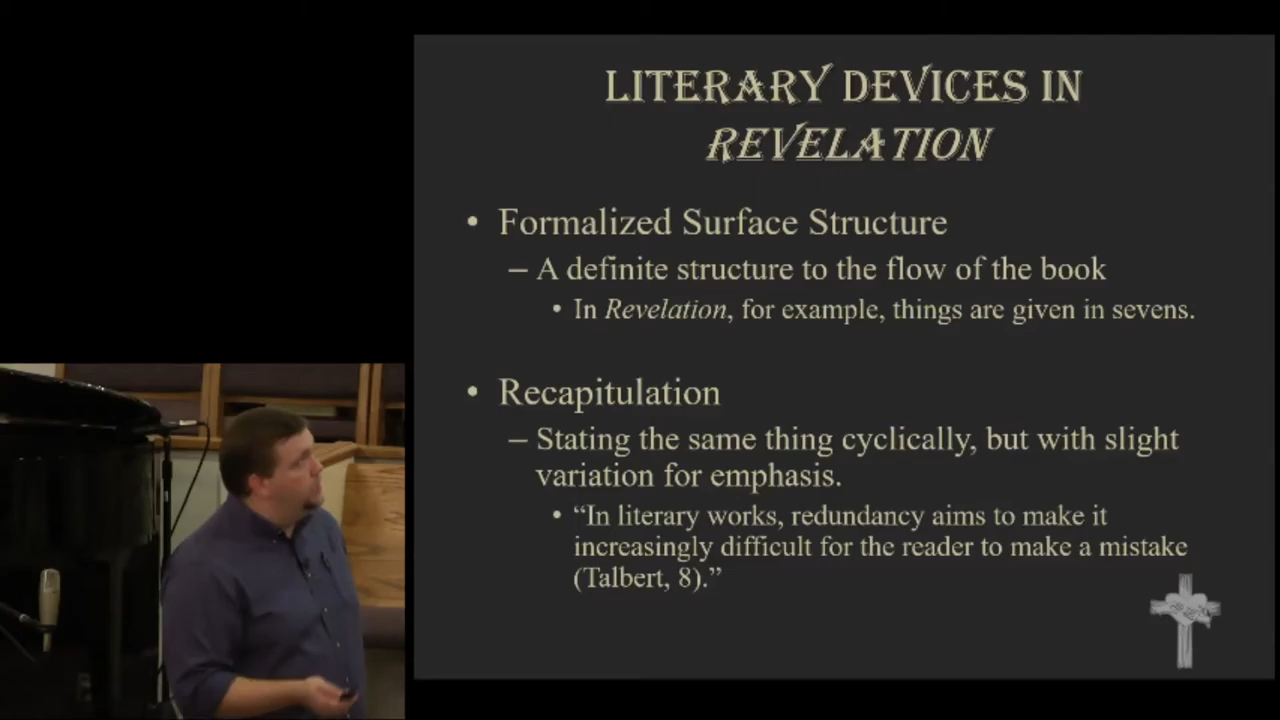 LITERARY DEVICES IN
REVELATION
• Formalized Surface Structure
– A definite structure to the flow of the book
• In Revelation, for example, things are given in sevens.
• Recapitulation
– Stating the same thing cyclically, but with slight
variation for emphasis.
• “In literary works, redundancy aims to make it
increasingly difficult for the reader to make a mistake
(Talbert, 8).”